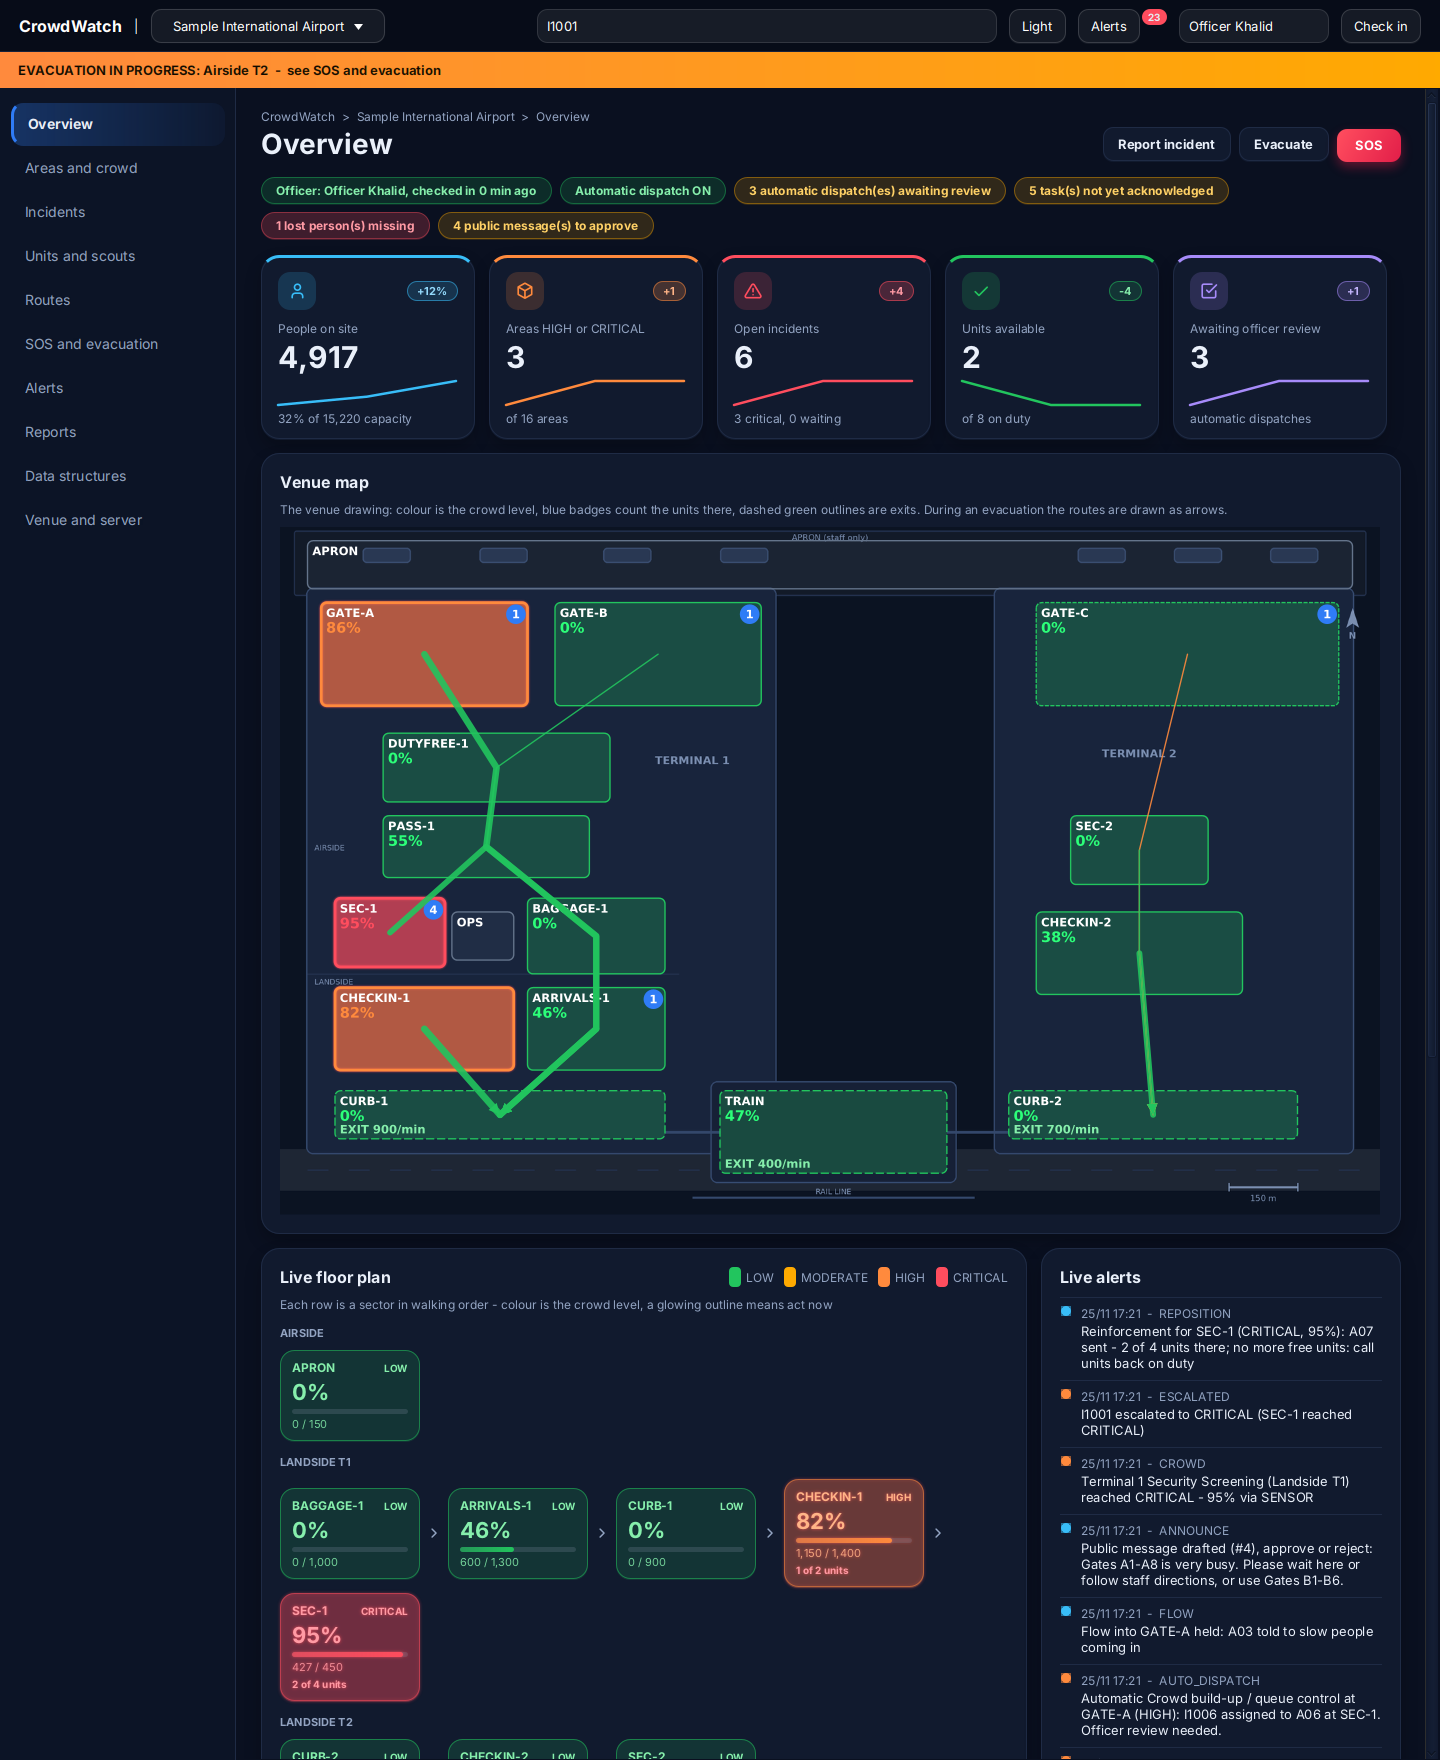 CrowdWatch | Sample International Airport I1001 Light Alerts 23 Officer Khalid Check in
EVACUATION IN PROGRESS: Airside T2 - see SOS and evacuation
Overview
Areas and crowd
Incidents
Units and scouts
Routes
SOS and evacuation
Alerts
Reports
Data structures
Venue and server
CrowdWatch > Sample International Airport > Overview
Overview
Report incident Evacuate SOS
Officer: Officer Khalid, checked in 0 min ago Automatic dispatch ON 3 automatic dispatch(es) awaiting review 5 task(s) not yet acknowledged
1 lost person(s) missing 4 public message(s) to approve
+12%
People on site
4,917
32% of 15,220 capacity
+1
Areas HIGH or CRITICAL
3
of 16 areas
+4
Open incidents
6
3 critical, 0 waiting
-4
Units available
2
of 8 on duty
+1
Awaiting officer review
3
automatic dispatches
Venue map
The venue drawing: colour is the crowd level, blue badges count the units there, dashed green outlines are exits. During an evacuation the routes are drawn as arrows.
APRON (staff only)
APRON
GATE-A 1
86%
GATE-B 1
0%
GATE-C 1
0%
N
DUTYFREE-1
0%
TERMINAL 1
TERMINAL 2
PASS-1
55%
AIRSIDE
SEC-2
0%
SEC-1 4
95%
OPS
BAGGAGE-1
0%
CHECKIN-2
38%
LANDSIDE
CHECKIN-1
82%
ARRIVALS-1 1
46%
CURB-1
0%
EXIT 900/min
TRAIN
47%
EXIT 400/min
CURB-2
0%
EXIT 700/min
RAIL LINE
150 m
Live floor plan
LOW MODERATE HIGH CRITICAL
Each row is a sector in walking order - colour is the crowd level, a glowing outline means act now
AIRSIDE
APRON LOW
0%
0 / 150
LANDSIDE T1
BAGGAGE-1 LOW
0%
0 / 1,000
ARRIVALS-1 LOW
46%
600 / 1,300
CURB-1 LOW
0%
0 / 900
CHECKIN-1 HIGH
82%
1,150 / 1,400
1 of 2 units
SEC-1 CRITICAL
95%
427 / 450
2 of 4 units
LANDSIDE T2
CURB-2 LOW
CHECKIN-2 LOW
SEC-2 LOW
Live alerts
25/11 17:21 - REPOSITION
Reinforcement for SEC-1 (CRITICAL, 95%): A07
sent - 2 of 4 units there; no more free units: call
units back on duty
25/11 17:21 - ESCALATED
I1001 escalated to CRITICAL (SEC-1 reached
CRITICAL)
25/11 17:21 - CROWD
Terminal 1 Security Screening (Landside T1)
reached CRITICAL - 95% via SENSOR
25/11 17:21 - ANNOUNCE
Public message drafted (#4), approve or reject:
Gates A1-A8 is very busy. Please wait here or
follow staff directions, or use Gates B1-B6.
25/11 17:21 - FLOW
Flow into GATE-A held: A03 told to slow people
coming in
25/11 17:21 - AUTO_DISPATCH
Automatic Crowd build-up / queue control at
GATE-A (HIGH): I1006 assigned to A06 at SEC-1.
Officer review needed.